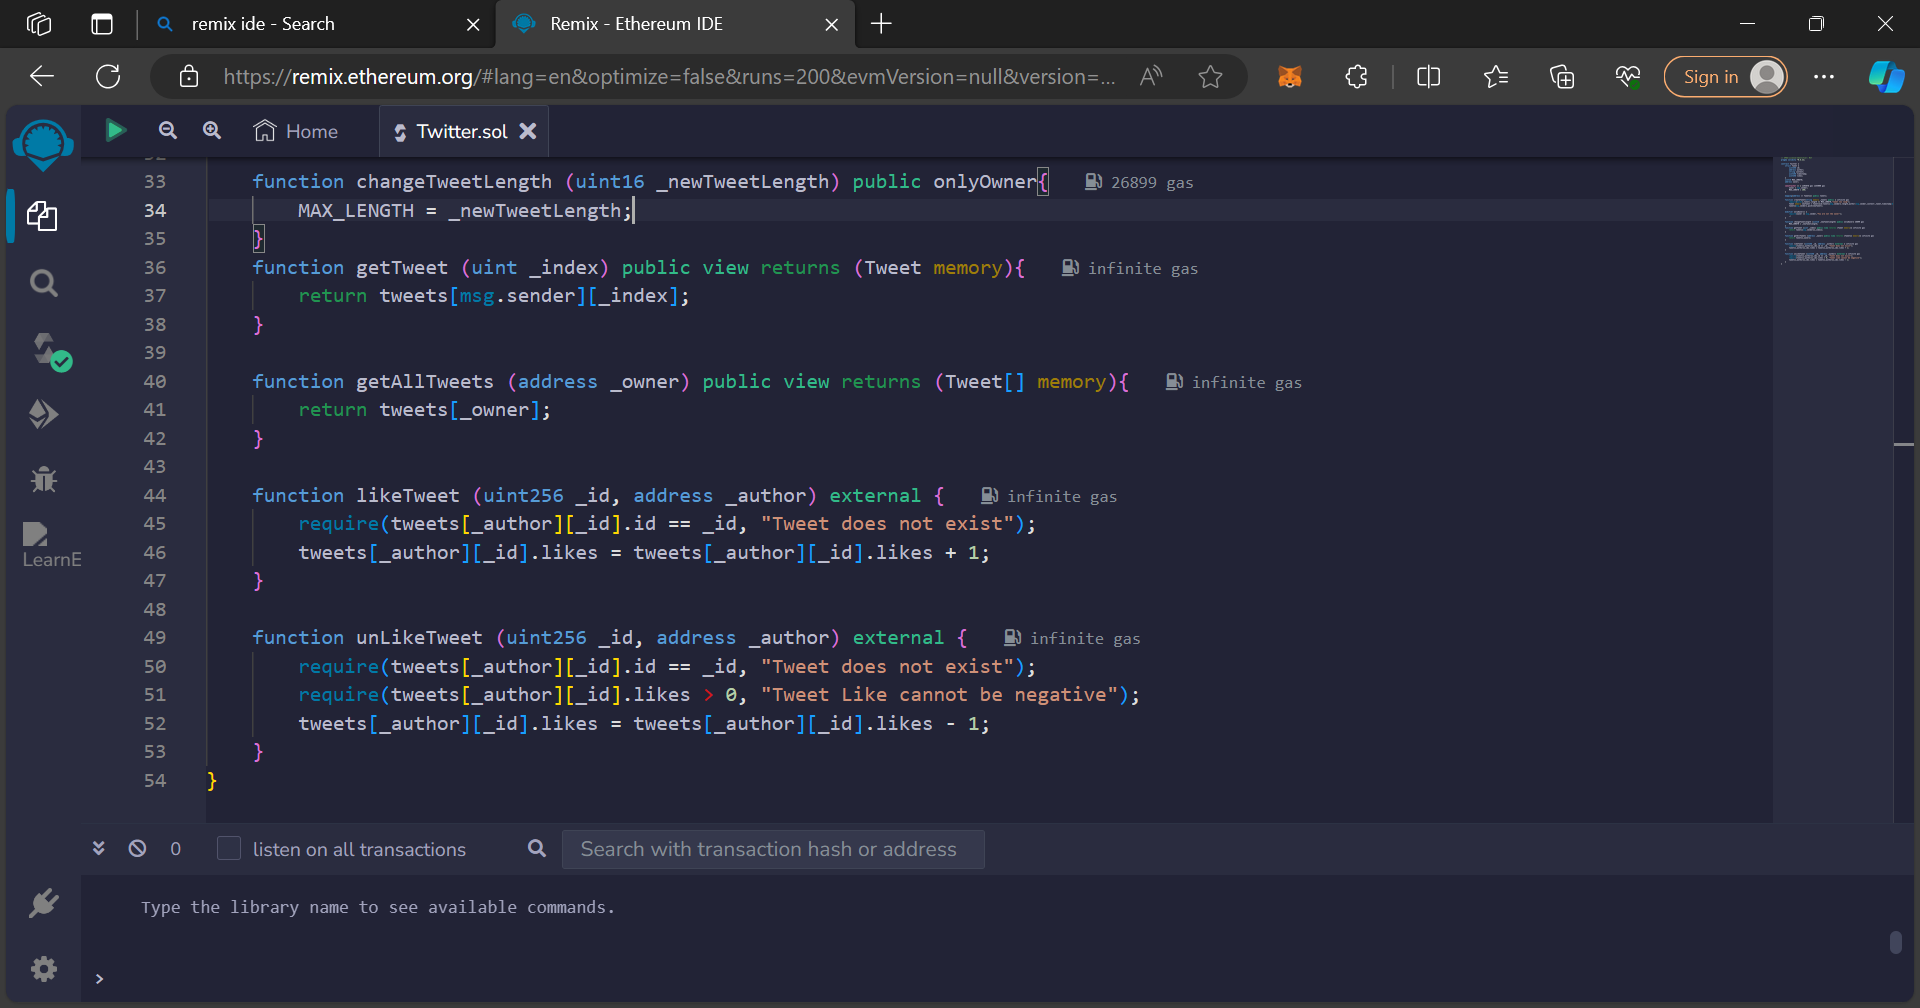 remix ide - Search
Remix - Ethereum IDE
https://remix.ethereum.org/#lang=en&optimize=false&runs=200&evmVersion=null&version=...
Sign in
Home
Twitter.sol
33 function changeTweetLength (uint16 _newTweetLength) public onlyOwner{ 26899 gas
34 MAX_LENGTH = _newTweetLength;
35 }
36 function getTweet (uint _index) public view returns (Tweet memory){ infinite gas
37 return tweets[msg.sender][_index];
38 }
39
40 function getAllTweets (address _owner) public view returns (Tweet[] memory){ infinite gas
41 return tweets[_owner];
42 }
43
44 function likeTweet (uint256 _id, address _author) external { infinite gas
45 require(tweets[_author][_id].id == _id, "Tweet does not exist");
46 tweets[_author][_id].likes = tweets[_author][_id].likes + 1;
47 }
48
49 function unLikeTweet (uint256 _id, address _author) external { infinite gas
50 require(tweets[_author][_id].id == _id, "Tweet does not exist");
51 require(tweets[_author][_id].likes > 0, "Tweet Like cannot be negative");
52 tweets[_author][_id].likes = tweets[_author][_id].likes - 1;
53 }
54 }
LearnE
0
listen on all transactions
Search with transaction hash or address
Type the library name to see available commands.
>